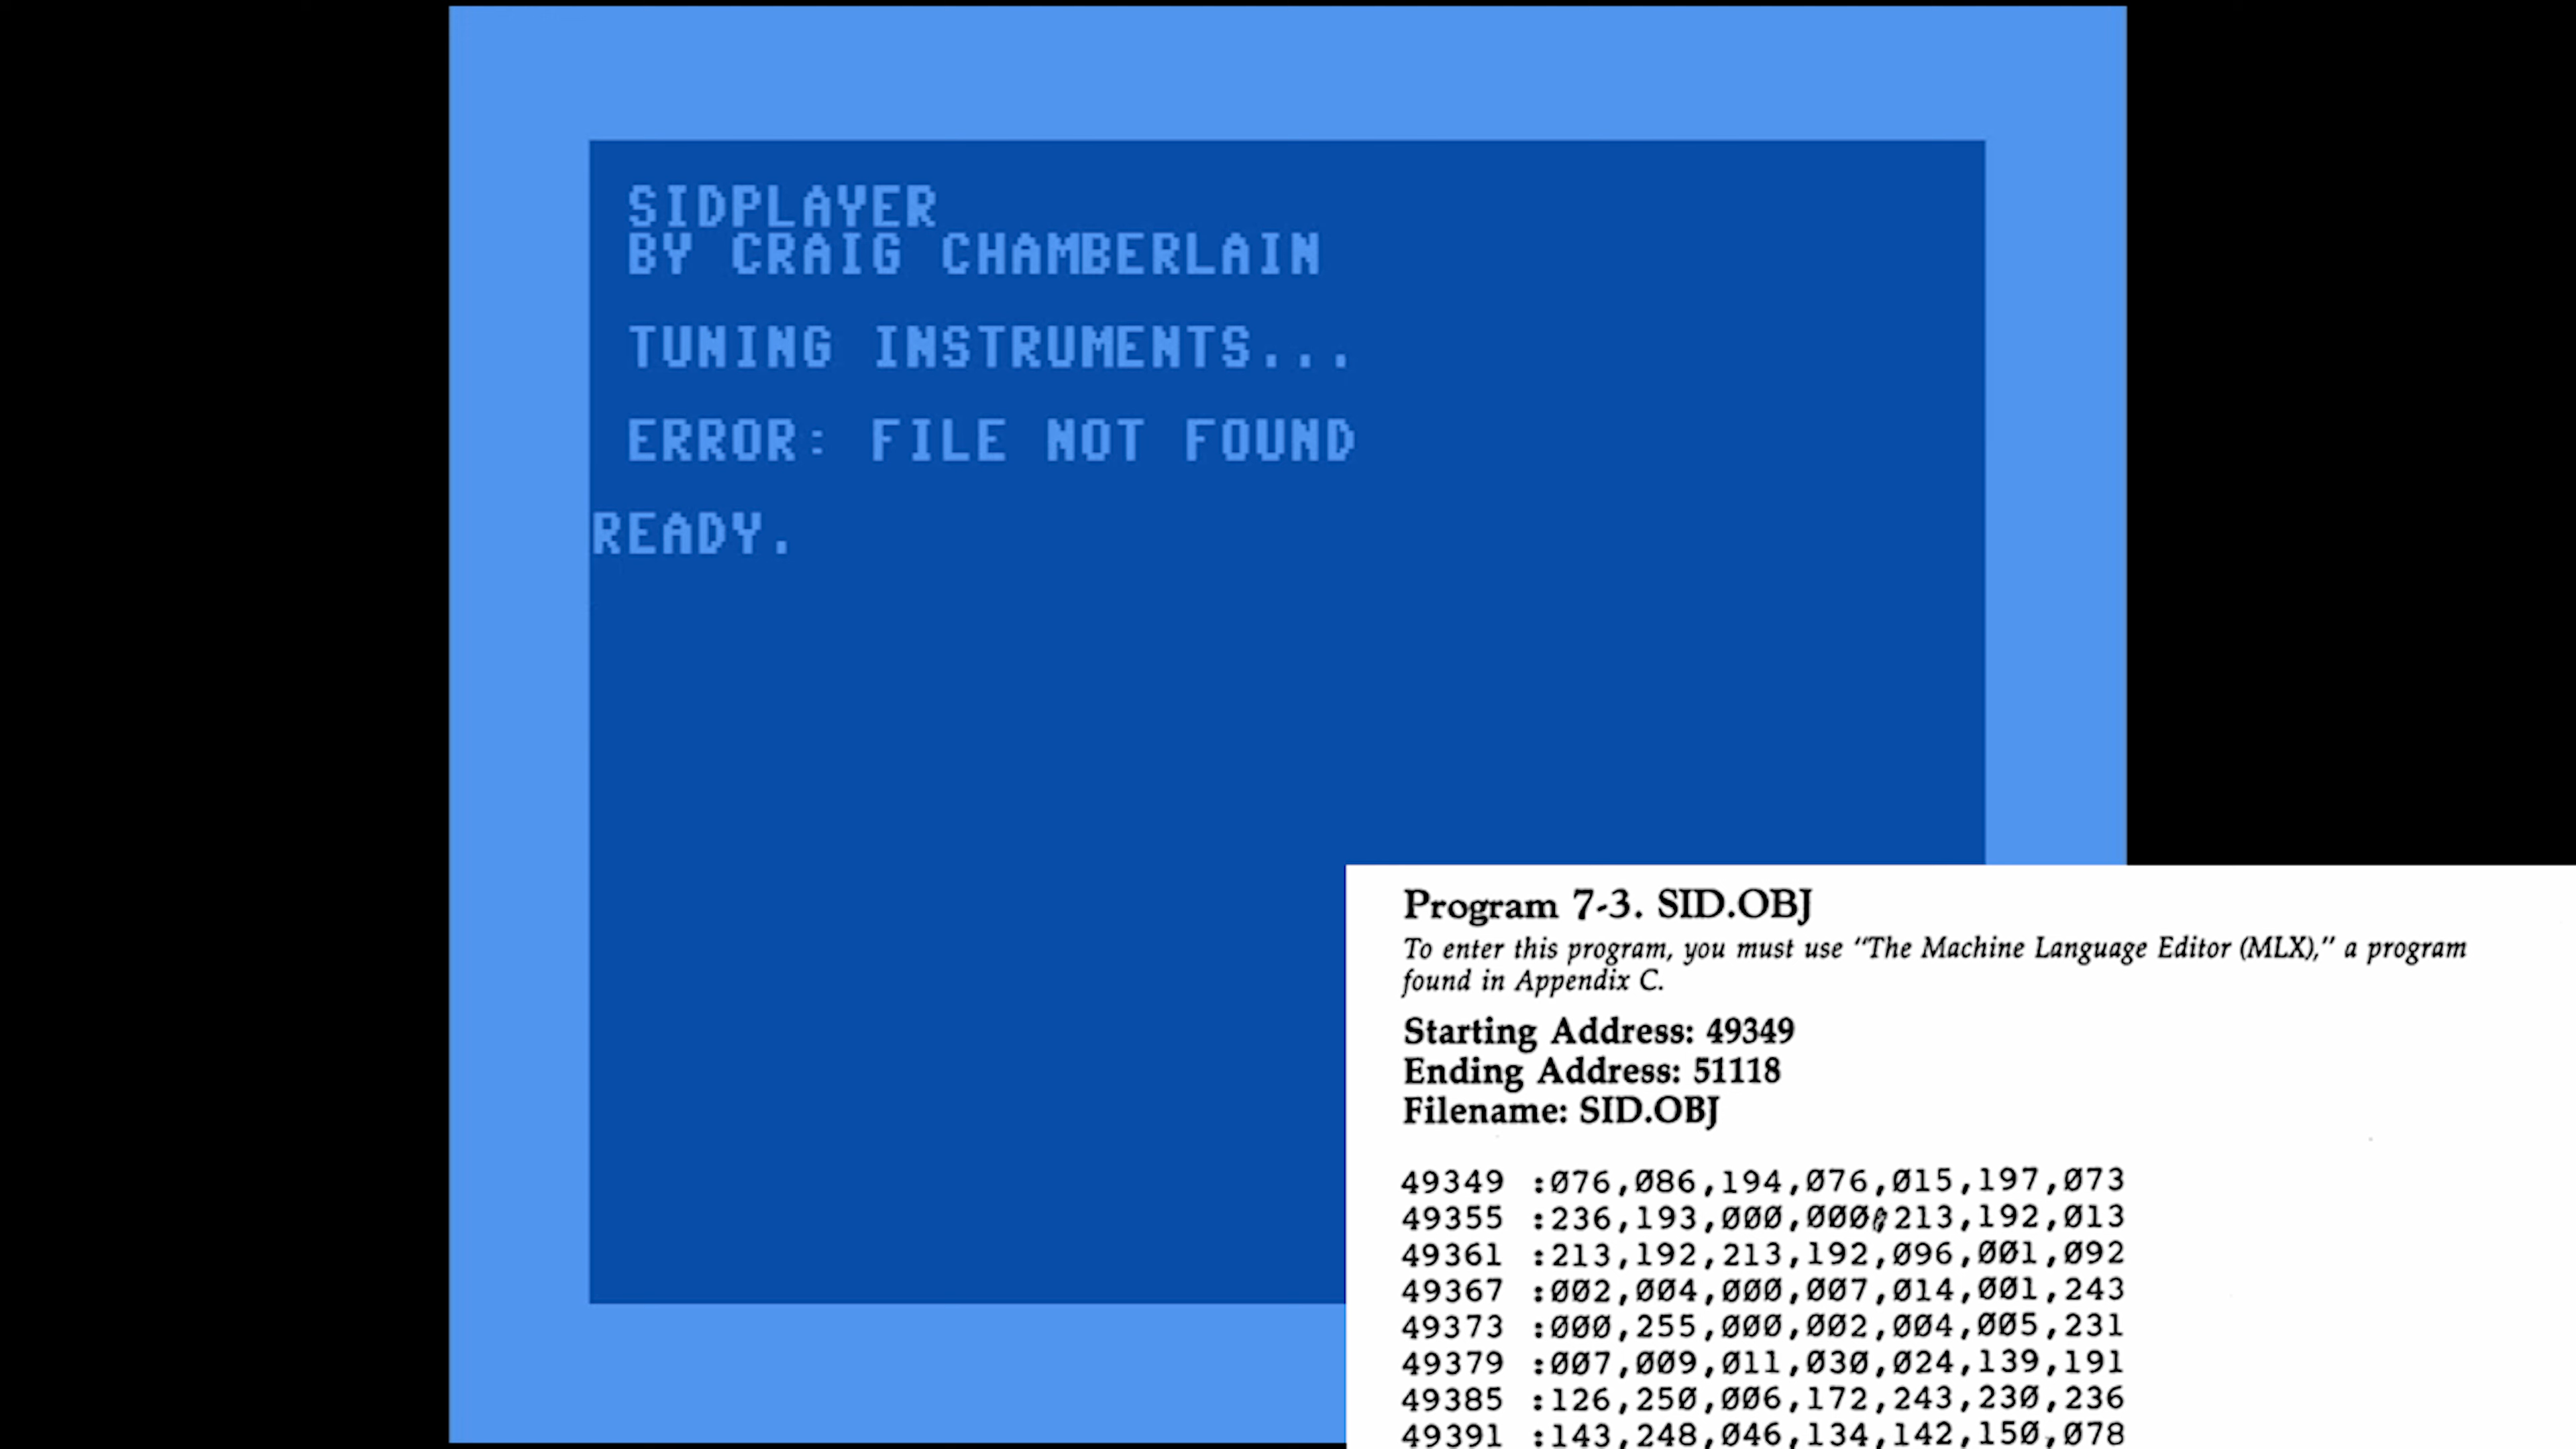 SIDPLAYER
BY CRAIG CHAMBERLAIN
TUNING INSTRUMENTS...
ERROR: FILE NOT FOUND
READY.
Program 7-3. SID.OBJ
To enter this program, you must use "The Machine Language Editor (MLX)," a program
found in Appendix C.
Starting Address: 49349
Ending Address: 51118
Filename: SID.OBJ
49349 :076,086,194,076,015,197,073
49355 :236,193,000,000,213,192,013
49361 :213,192,213,192,096,001,092
49367 :002,004,000,007,014,001,243
49373 :000,255,000,002,004,005,231
49379 :007,009,011,030,024,139,191
49385 :126,250,006,172,243,230,236
49391 :143,248,046,134,142,150,078